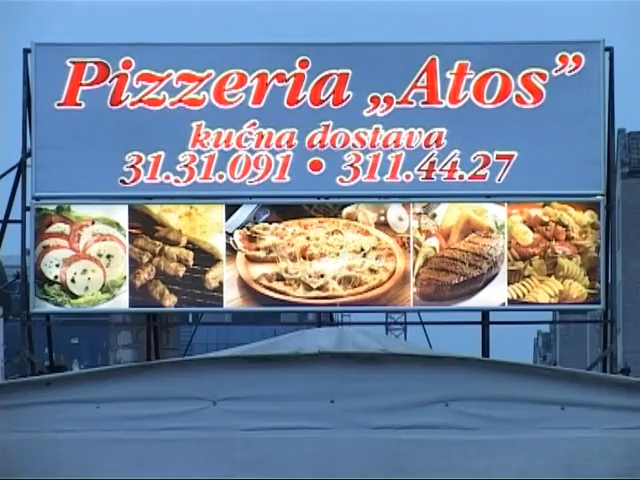 Pizzeria „Atos”
kućna dostava
31.31.091 • 311.44.27